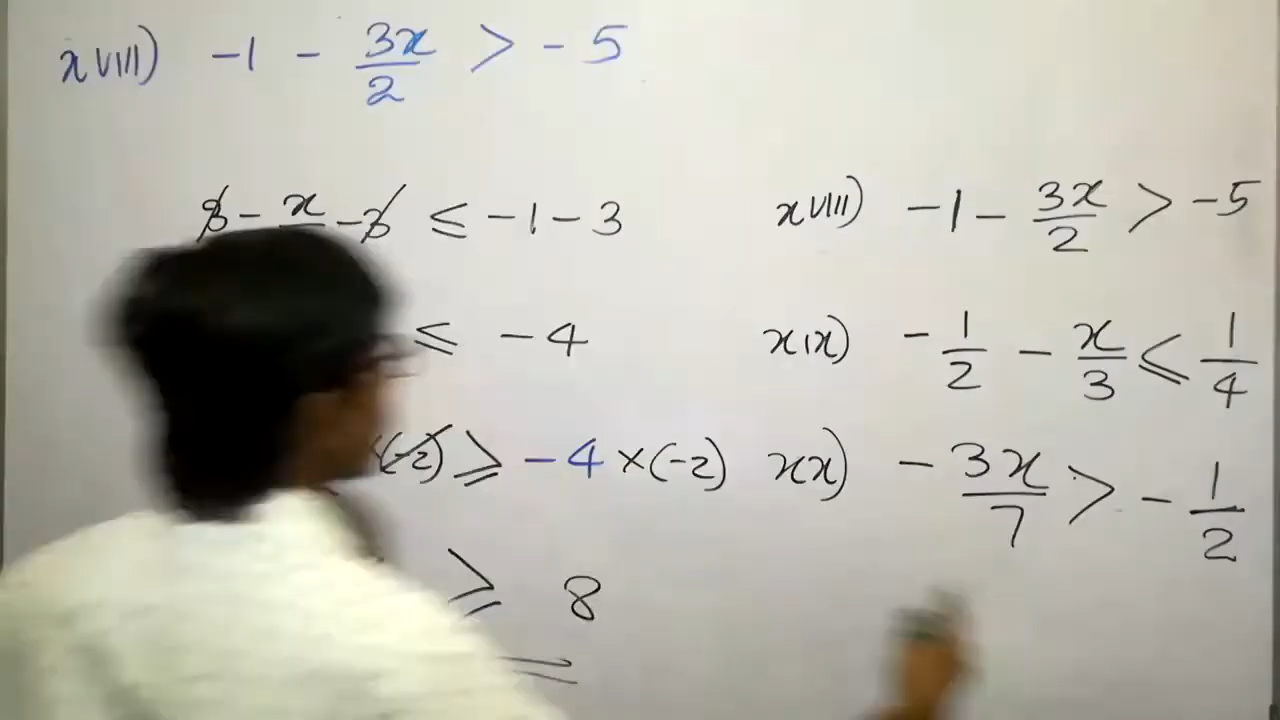 xVIII) -1 - 3x/2 > -5
3 - x -3 ≤ -1 - 3
≤ -4
(-2) ≥ -4 ×(-2)
≥ 8
xVIII) -1 - 3x/2 > -5
xIx) -1/2 - x/3 ≤ 1/4
xx) -3x/7 > -1/2